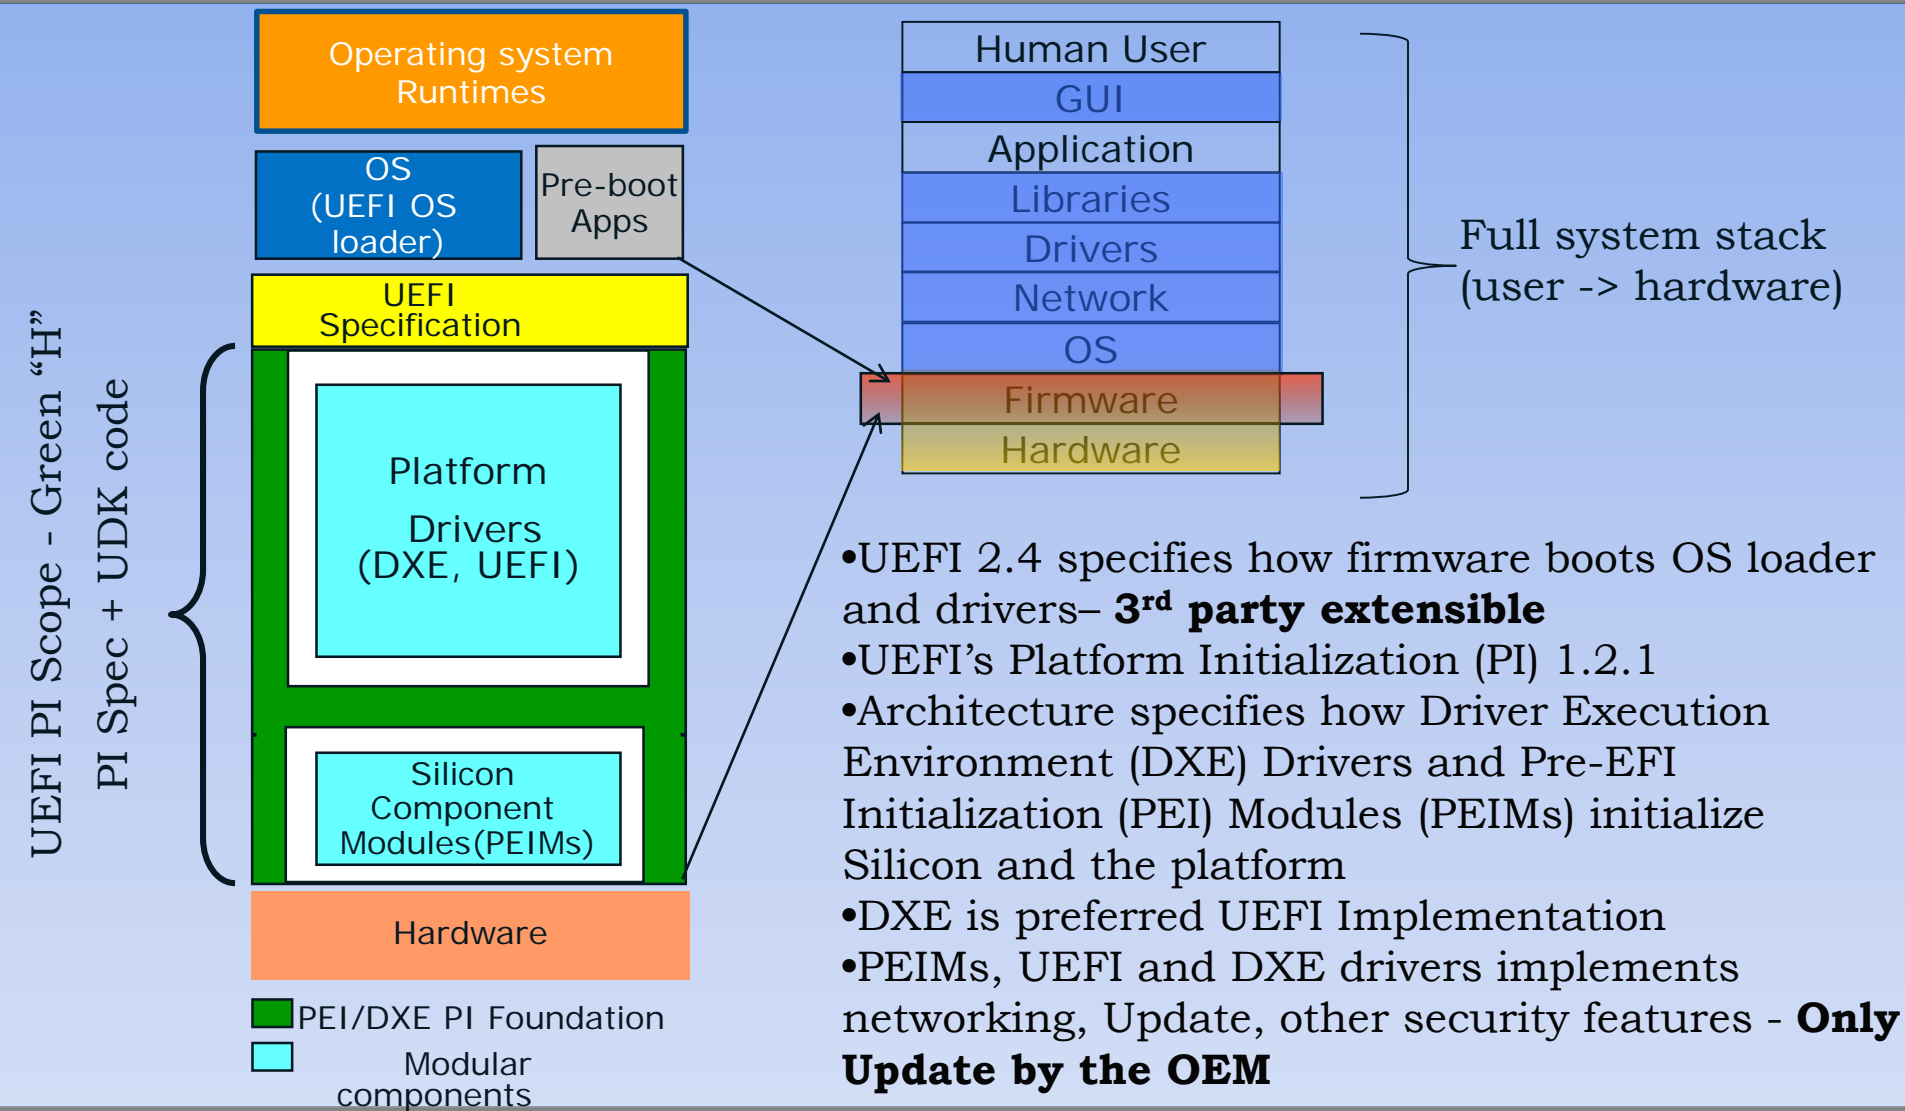 Operating system
Runtimes
OS
(UEFI OS
loader)
Pre-boot
Apps
UEFI
Specification
UEFI PI Scope - Green “H”
PI Spec + UDK code
Platform
Drivers
(DXE, UEFI)
Silicon
Component
Modules(PEIMs)
Hardware
PEI/DXE PI Foundation
Modular
components
Human User
GUI
Application
Libraries
Drivers
Network
OS
Firmware
Hardware
Full system stack
(user -> hardware)
•UEFI 2.4 specifies how firmware boots OS loader
and drivers– 3rd party extensible
•UEFI’s Platform Initialization (PI) 1.2.1
•Architecture specifies how Driver Execution
Environment (DXE) Drivers and Pre-EFI
Initialization (PEI) Modules (PEIMs) initialize
Silicon and the platform
•DXE is preferred UEFI Implementation
•PEIMs, UEFI and DXE drivers implements
networking, Update, other security features - Only
Update by the OEM